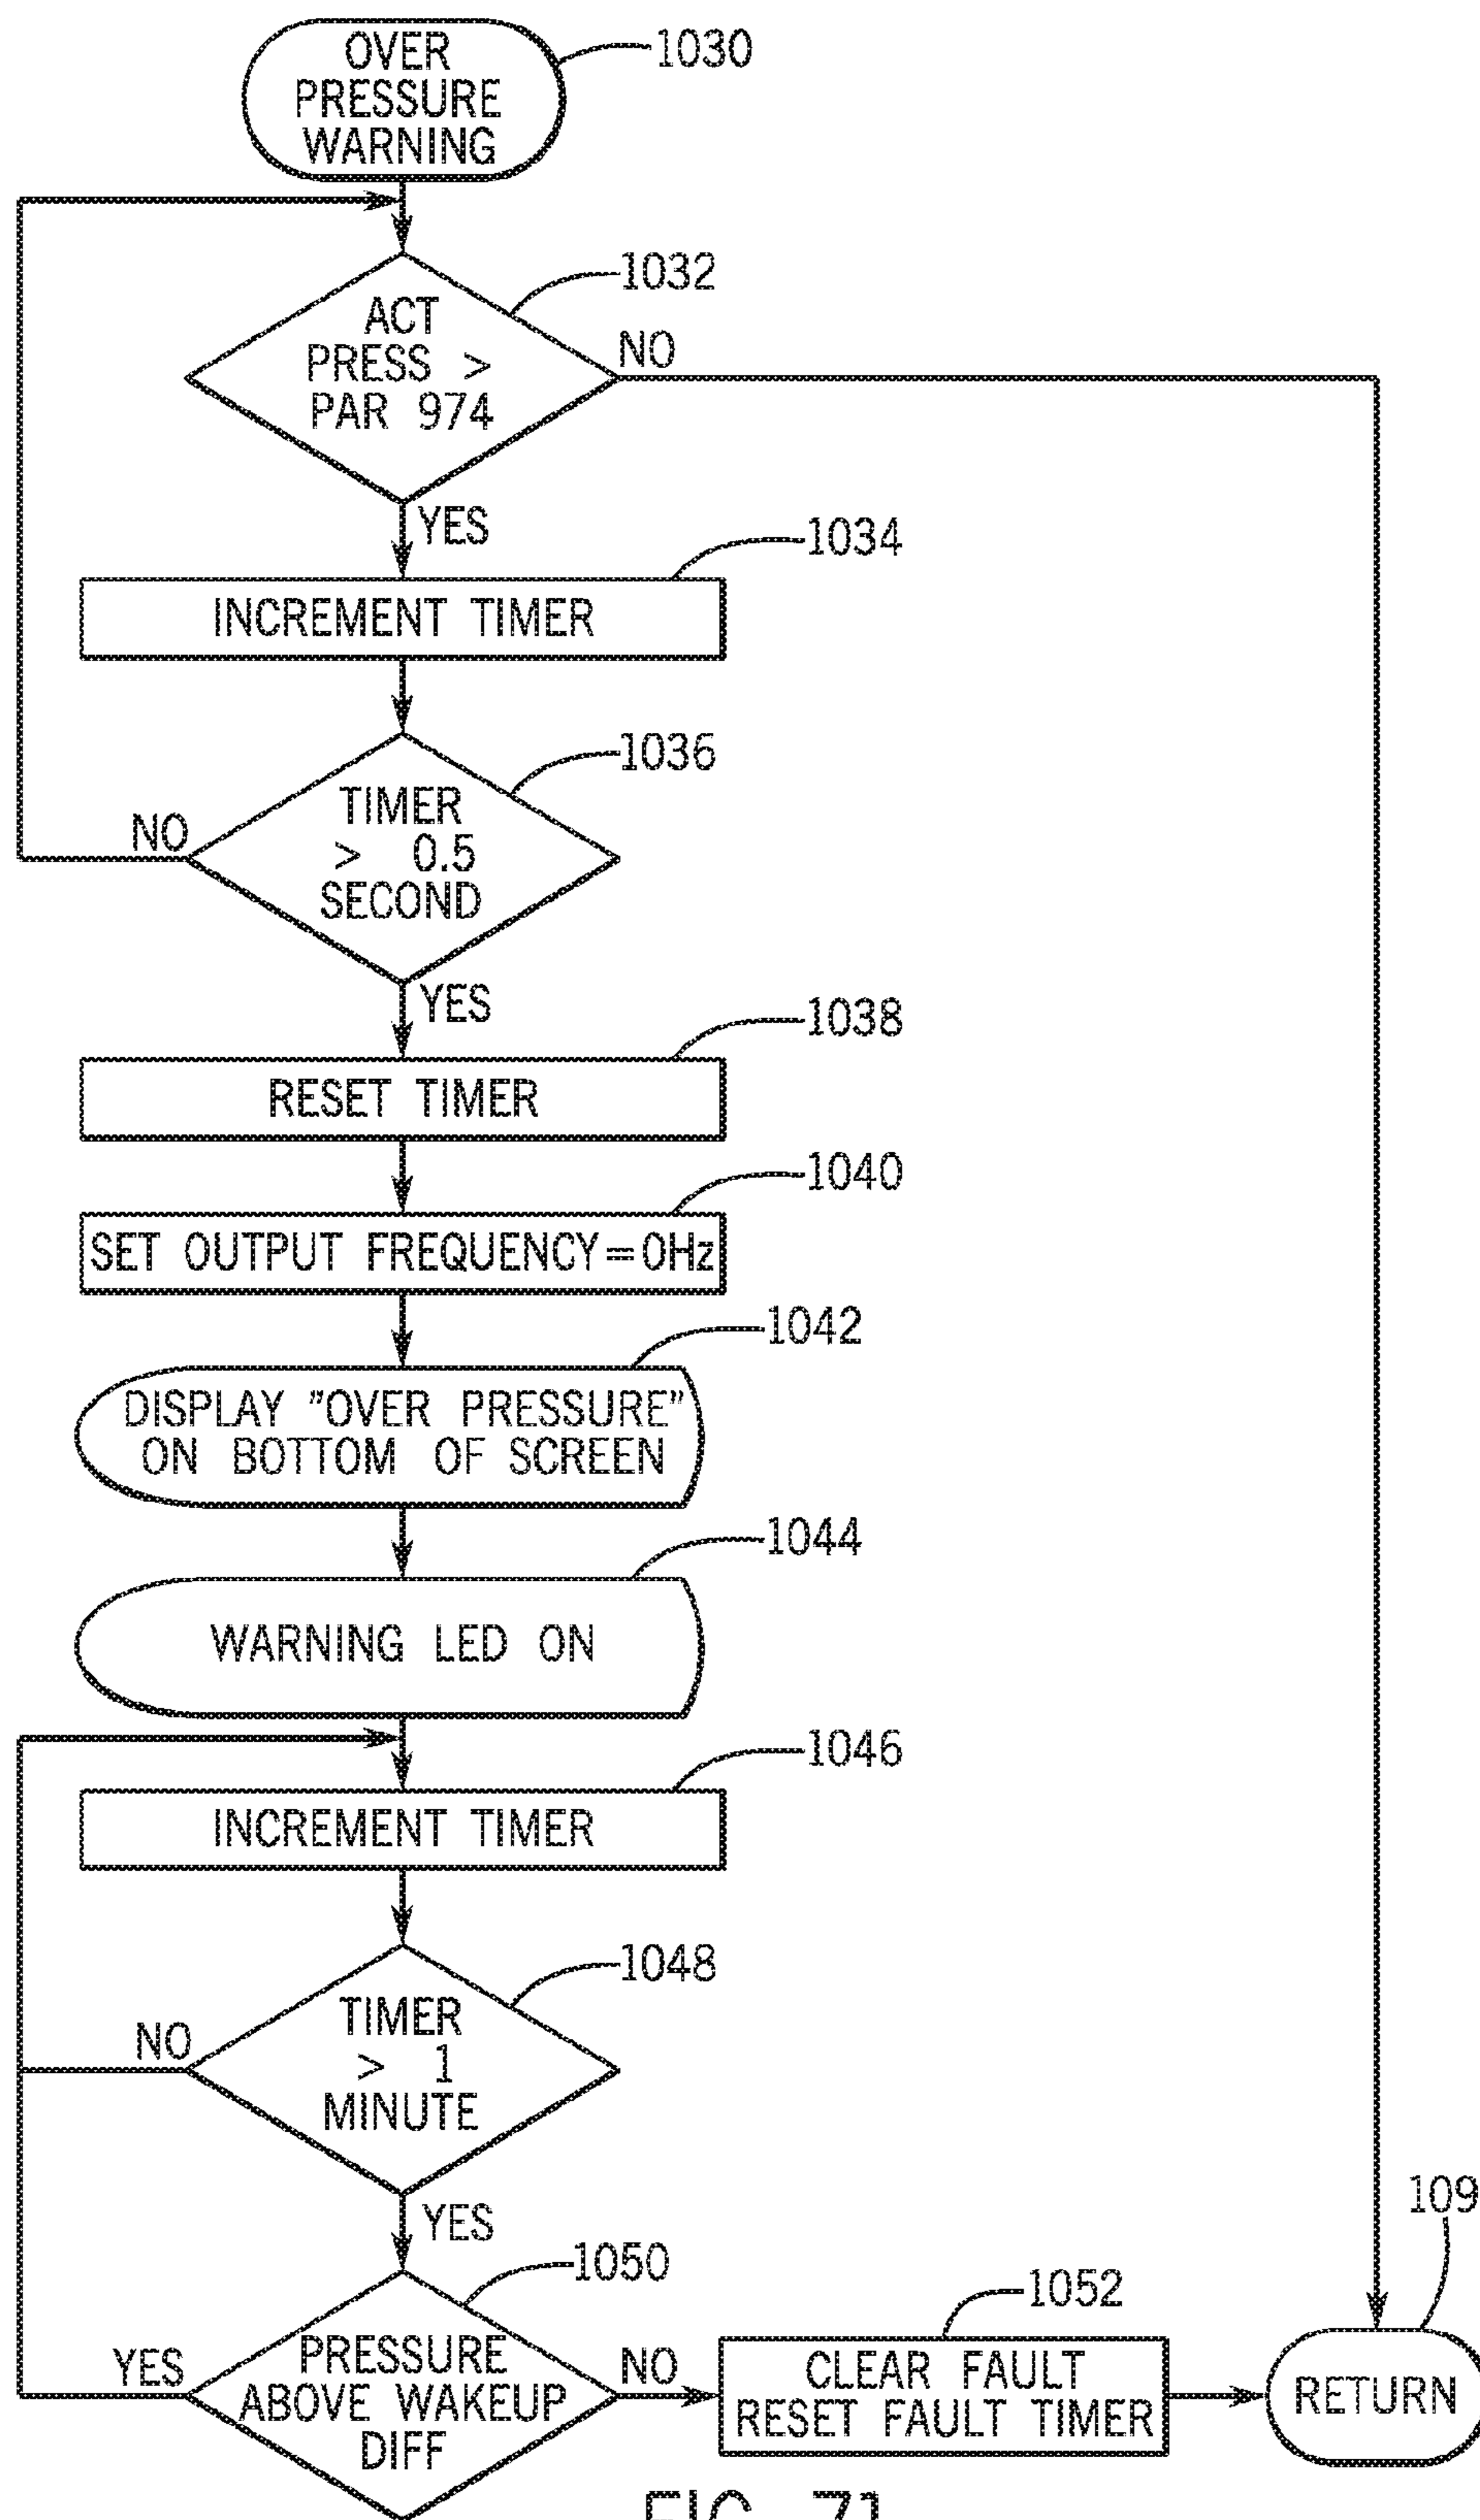 OVER
PRESSURE
WARNING
1030
1032
ACT
PRESS >
PAR 974
NO
YES
1034
INCREMENT TIMER
1036
TIMER
> 0.5
SECOND
NO
YES
1038
RESET TIMER
1040
SET OUTPUT FREQUENCY=0Hz
1042
DISPLAY "OVER PRESSURE"
ON BOTTOM OF SCREEN
1044
WARNING LED ON
1046
INCREMENT TIMER
1048
TIMER
> 1
MINUTE
NO
YES
1050
PRESSURE
ABOVE WAKEUP
DIFF
YES
NO
1052
CLEAR FAULT
RESET FAULT TIMER
109
RETURN
FIG. 71